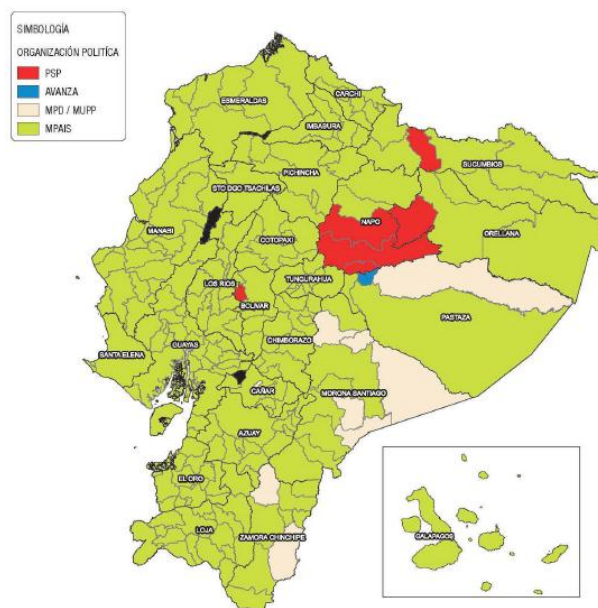 SIMBOLOGÍA
ORGANIZACIÓN POLITÍCA
PSP
AVANZA
MPD / MUPP
MPAIS
CARCHI
ESMERALDAS
IMBABURA
SUCUMBIOS
PICHINCHA
STO DGO TSACHILAS
NAPO
MANABI
ORELLANA
COTOPAXI
TUNGURAHUA
LOS RIOS
BOLIVAR
PASTAZA
CHIMBORAZO
GUAYAS
SANTA ELENA
MORONA SANTIAGO
CAÑAR
AZUAY
EL ORO
LOJA
ZAMORA CHINCHIPE
GALAPAGOS